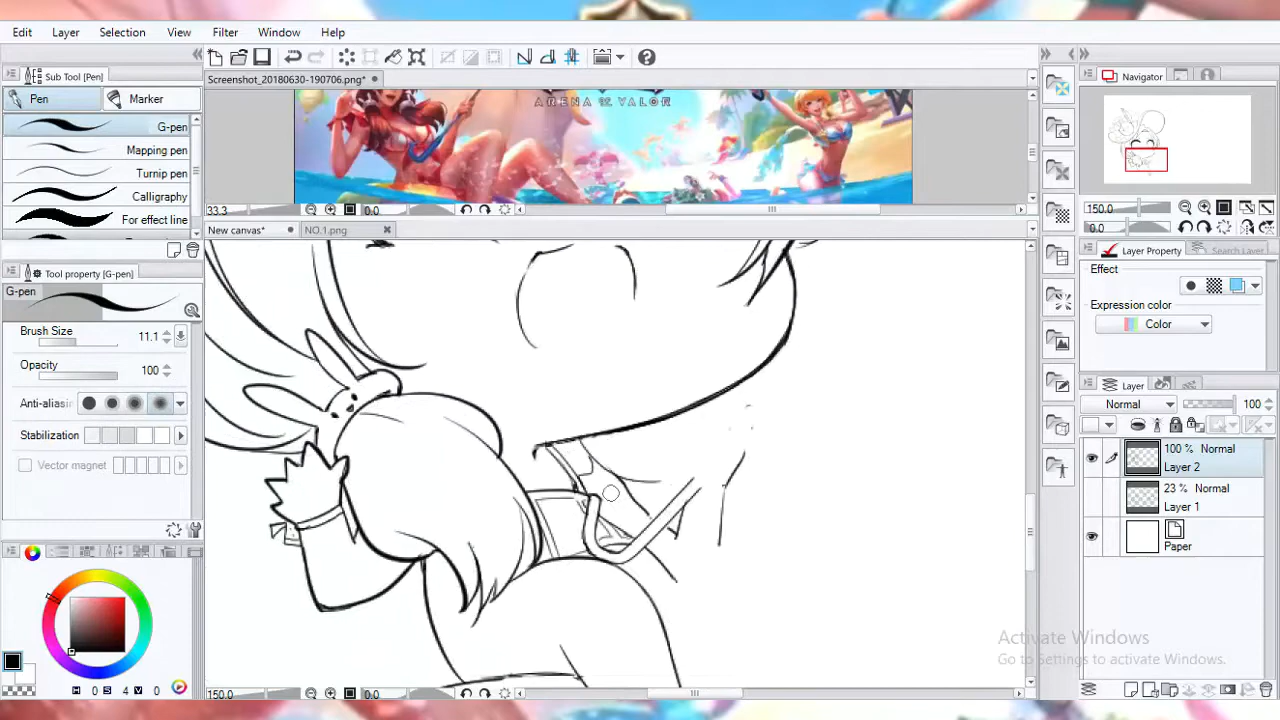 Edit Layer Selection View Filter Window Help
Sub Tool [Pen]
Screenshot_20180630-190706.png*
Navigator
Pen
Marker
ARENA OF VALOR
G-pen
Mapping pen
Turnip pen
Calligraphy
For effect line
33.3
0.0
150.0
0.0
New canvas*
NO.1.png
Layer Property
Search Layer
Tool property [G-pen]
Effect
G-pen
Expression color
Color
Brush Size
11.1
Opacity
100
Layer
Anti-aliasin
Normal
100
Stabilization
100 % Normal
Layer 2
Vector magnet
23 % Normal
Layer 1
Paper
Activate Windows
Go to Settings to activate Windows.
H 0 S 4 V 0
150.0
0.0